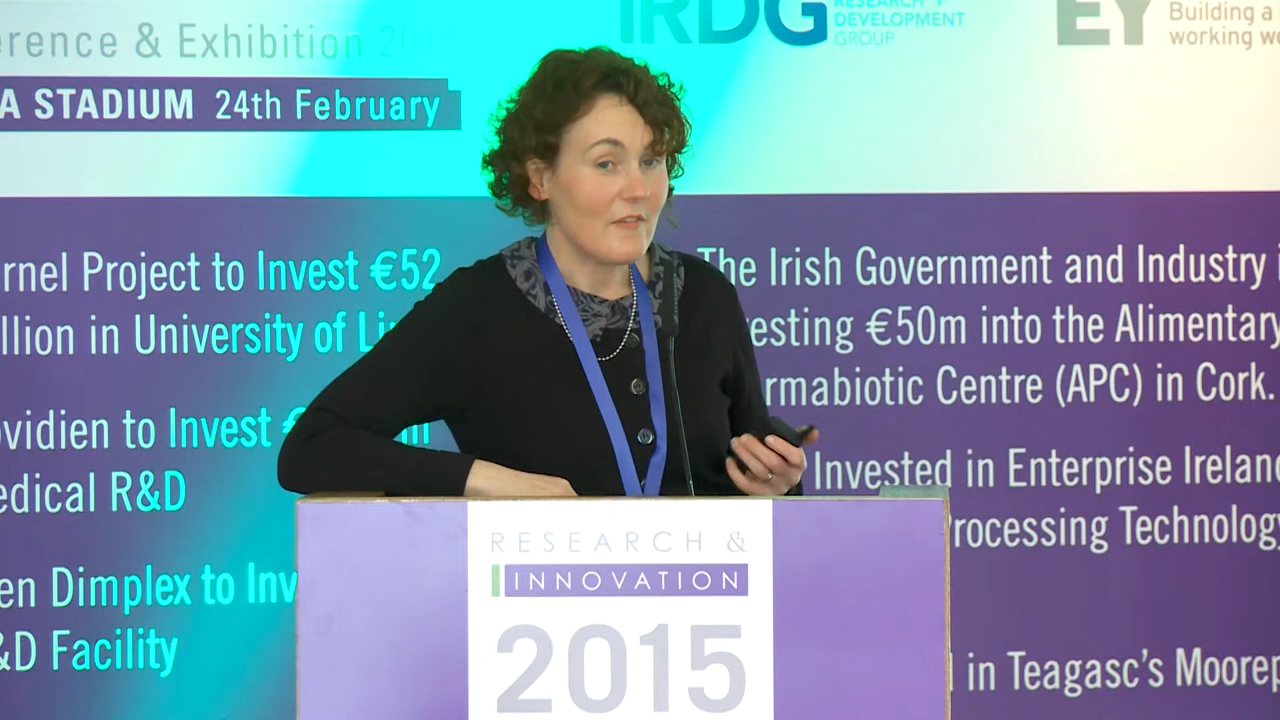 erence & Exhibition 20
A STADIUM 24th February
IRDG RESEARCH
DEVELOPMENT
GROUP
EY Building a
working wo
rnel Project to Invest €52
llion in University of Li
ovidien to Invest
edical R&D
en Dimplex to Inv
&D Facility
The Irish Government and Industry i
esting €50m into the Alimentary
rmabiotic Centre (APC) in Cork.
Invested in Enterprise Ireland
rocessing Technology
in Teagasc's Moorep
RESEARCH &
INNOVATION
2015